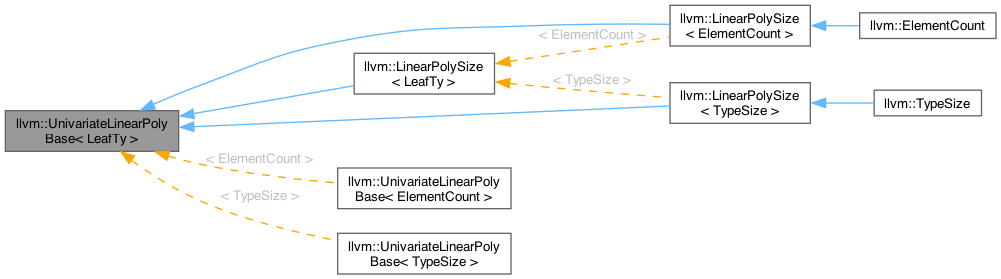 llvm::LinearPolySize
< ElementCount >
llvm::ElementCount
< ElementCount >
llvm::LinearPolySize
< LeafTy >
< TypeSize >
llvm::LinearPolySize
< TypeSize >
llvm::TypeSize
llvm::UnivariateLinearPoly
Base< LeafTy >
< ElementCount >
llvm::UnivariateLinearPoly
Base< ElementCount >
< TypeSize >
llvm::UnivariateLinearPoly
Base< TypeSize >